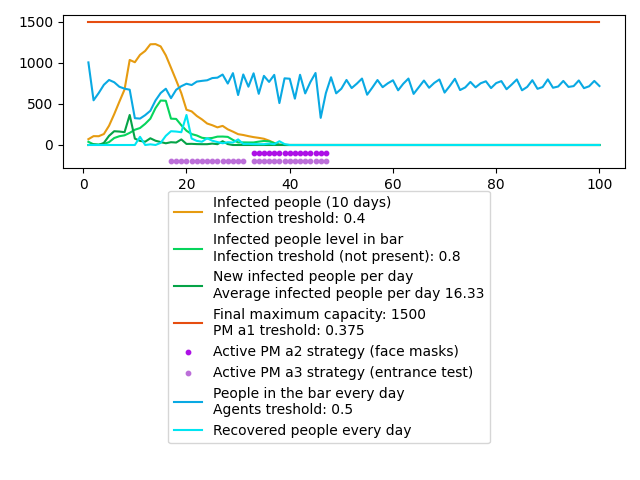 1500
1000
500
0
0 20 40 60 80 100
Infected people (10 days)
Infection treshold: 0.4
Infected people level in bar
Infection treshold (not present): 0.8
New infected people per day
Average infected people per day 16.33
Final maximum capacity: 1500
PM a1 treshold: 0.375
Active PM a2 strategy (face masks)
Active PM a3 strategy (entrance test)
People in the bar every day
Agents treshold: 0.5
Recovered people every day